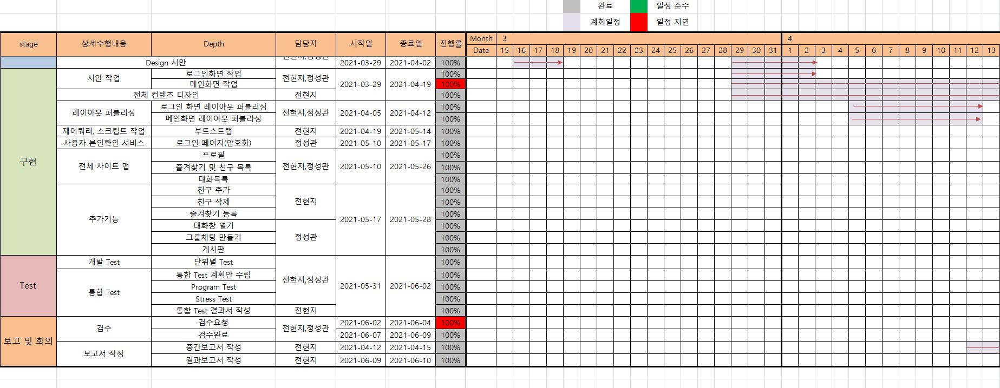 완료 일정 준수
계회일정 일정 지연
stage 상세수행내용 Depth 담당자 시작일 종료일 진행률 Month 3 4
Date 15 16 17 18 19 20 21 22 23 24 25 26 27 28 29 30 31 1 2 3 4 5 6 7 8 9 10 11 12 13
Design 시안 2021-03-29 2021-04-02 100%
구현 시안 작업 로그인화면 작업 전현지,정성관 2021-03-29 2021-04-19 100%
메인화면 작업 100%
전체 컨텐츠 디자인 전현지 100%
레이아웃 퍼블리싱 로그인 화면 레이아웃 퍼블리싱 전현지,정성관 2021-04-05 2021-04-12 100%
메인화면 레이아웃 퍼블리싱 100%
제이쿼리, 스크립트 작업 부트스트랩 전현지 2021-04-19 2021-05-14 100%
사용자 본인확인 서비스 로그인 페이지(암호화) 정성관 2021-05-10 2021-05-17 100%
전체 사이트 맵 프로필 전현지,정성관 2021-05-10 2021-05-26 100%
즐겨찾기 및 친구 목록 100%
대화목록 100%
추가기능 친구 추가 전현지 2021-05-17 2021-05-28 100%
친구 삭제 100%
즐겨찾기 등록 100%
대화창 열기 정성관 100%
그룹채팅 만들기 100%
게시판 100%
Test 개발 Test 단위별 Test 전현지,정성관 2021-05-31 2021-06-02 100%
통합 Test 통합 Test 계획안 수립 100%
Program Test 100%
Stress Test 100%
통합 Test 결과서 작성 전현지 100%
보고 및 회의 검수 검수요청 전현지,정성관 2021-06-02 2021-06-04 100%
검수완료 2021-06-07 2021-06-09 100%
보고서 작성 중간보고서 작성 전현지 2021-04-12 2021-04-15 100%
결과보고서 작성 전현지 2021-06-09 2021-06-10 100%